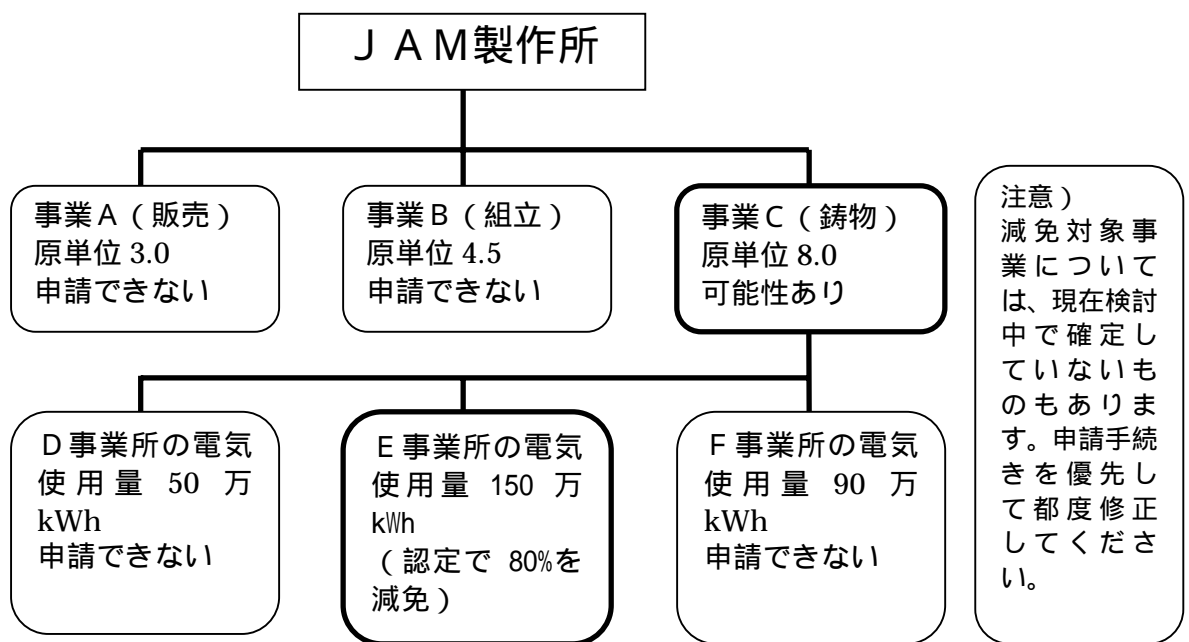 ＪＡＭ製作所
事業Ａ（販売）
原単位 3.0
申請できない
事業Ｂ（組立）
原単位 4.5
申請できない
事業Ｃ（鋳物）
原単位 8.0
可能性あり
注意）
減免対象事
業について
は、現在検討
中で確定し
ていないも
のもありま
す。申請手続
きを優先し
て都度修正
してくださ
い。
Ｄ事業所の電気
使用量 50 万
kWh
申請できない
Ｅ事業所の電気
使用量 150 万
kWh
（認定で 80%を
減免）
Ｆ事業所の電気
使用量 90 万
kWh
申請できない